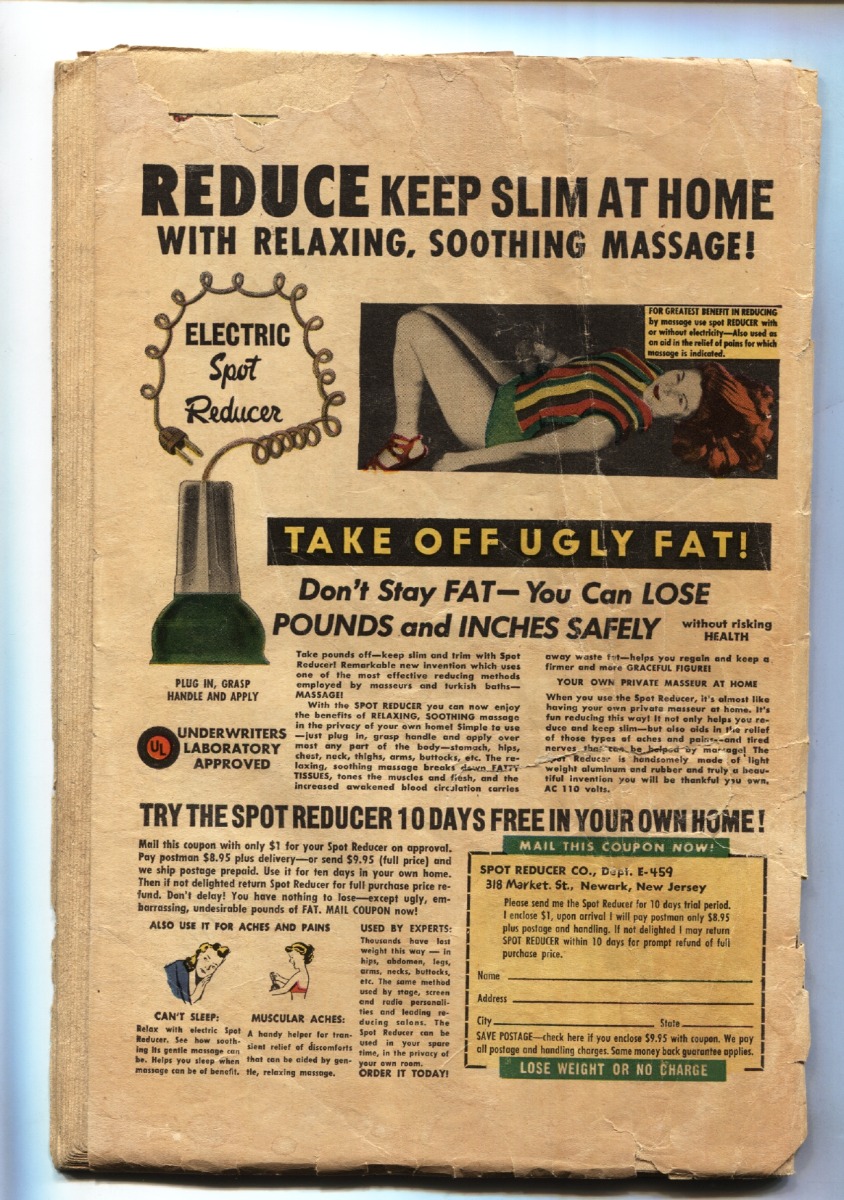 REDUCE KEEP SLIM AT HOME
WITH RELAXING, SOOTHING MASSAGE!
ELECTRIC
Spot
Reducer
FOR GREATEST BENEFIT IN REDUCING
by massage use spot REDUCER with
or without electricity—Also used as
an aid in the relief of pains for which
massage is indicated.
TAKE OFF UGLY FAT!
Don't Stay FAT—You Can LOSE
POUNDS and INCHES SAFELY
without risking
HEALTH
PLUG IN, GRASP
HANDLE AND APPLY
UL
UNDERWRITERS
LABORATORY
APPROVED
Take pounds off—keep slim and trim with Spot
Reducer! Remarkable new invention which uses
one of the most effective reducing methods
employed by masseurs and turkish baths—
MASSAGE!
With the SPOT REDUCER you can now enjoy
the benefits of RELAXING, SOOTHING massage
in the privacy of your own home! Simple to use
—just plug in, grasp handle and apply over
most any part of the body—stomach, hips,
chest, neck, thighs, arms, buttocks, etc. The re-
laxing, soothing massage breaks down FATTY
TISSUES, tones the muscles and flesh, and the
increased awakened blood circulation carries
away waste fat—helps you regain and keep a
firmer and more GRACEFUL FIGURE!
YOUR OWN PRIVATE MASSEUR AT HOME
When you use the Spot Reducer, it's almost like
having your own private masseur at home. It's
fun reducing this way! It not only helps you re-
duce and keep slim—but also aids in the relief
of those types of aches and pains—and tired
nerves that can be helped by massage! The
Spot Reducer is handsomely made of light
weight aluminum and rubber and truly a beau-
tiful invention you will be thankful you own.
AC 110 volts.
TRY THE SPOT REDUCER 10 DAYS FREE IN YOUR OWN HOME!
Mail this coupon with only $1 for your Spot Reducer on approval.
Pay postman $8.95 plus delivery—or send $9.95 (full price) and
we ship postage prepaid. Use it for ten days in your own home.
Then if not delighted return Spot Reducer for full purchase price re-
fund. Don't delay! You have nothing to lose—except ugly, em-
barrassing, undesirable pounds of FAT. MAIL COUPON now!
ALSO USE IT FOR ACHES AND PAINS
CAN'T SLEEP:
Relax with electric Spot
Reducer. See how sooth-
ing its gentle massage can
be. Helps you sleep when
massage can be of benefit.
MUSCULAR ACHES:
A handy helper for tran-
sient relief of discomforts
that can be aided by gen-
tle, relaxing massage.
USED BY EXPERTS:
Thousands have lost
weight this way — in
hips, abdomen, legs,
arms, necks, buttocks,
etc. The same method
used by stage, screen
and radio personali-
ties and leading re-
ducing salons. The
Spot Reducer can be
used in your spare
time, in the privacy of
your own room.
ORDER IT TODAY!
MAIL THIS COUPON NOW!
SPOT REDUCER CO., Dept. E-459
318 Market. St., Newark, New Jersey
Please send me the Spot Reducer for 10 days trial period.
I enclose $1, upon arrival I will pay postman only $8.95
plus postage and handling. If not delighted I may return
SPOT REDUCER within 10 days for prompt refund of full
purchase price.
Name
Address
City State
SAVE POSTAGE—check here if you enclose $9.95 with coupon. We pay
all postage and handling charges. Same money back guarantee applies.
LOSE WEIGHT OR NO CHARGE